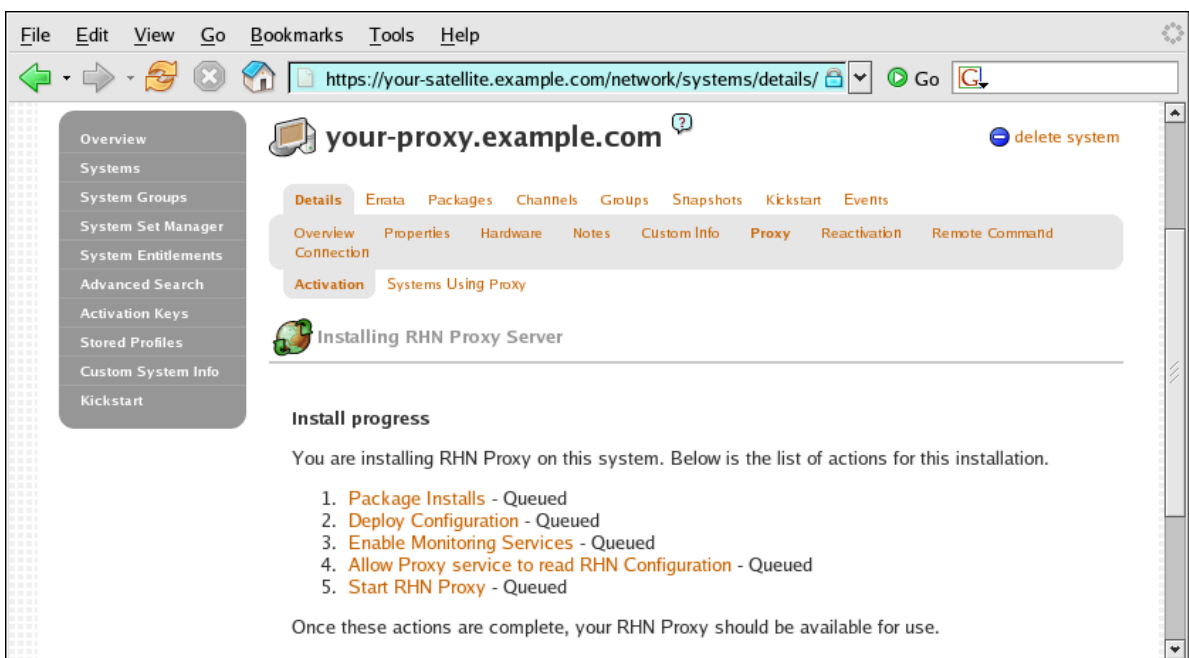 File Edit View Go Bookmarks Tools Help
https://your-satellite.example.com/network/systems/details/ Go G
Overview
Systems
System Groups
System Set Manager
System Entitlements
Advanced Search
Activation Keys
Stored Profiles
Custom System Info
Kickstart
your-proxy.example.com ?
delete system
Details Errata Packages Channels Groups Snapshots Kickstart Events
Overview Properties Hardware Notes Custom Info Proxy Reactivation Remote Command
Connection
Activation Systems Using Proxy
Installing RHN Proxy Server
Install progress
You are installing RHN Proxy on this system. Below is the list of actions for this installation.
1. Package Installs - Queued
2. Deploy Configuration - Queued
3. Enable Monitoring Services - Queued
4. Allow Proxy service to read RHN Configuration - Queued
5. Start RHN Proxy - Queued
Once these actions are complete, your RHN Proxy should be available for use.